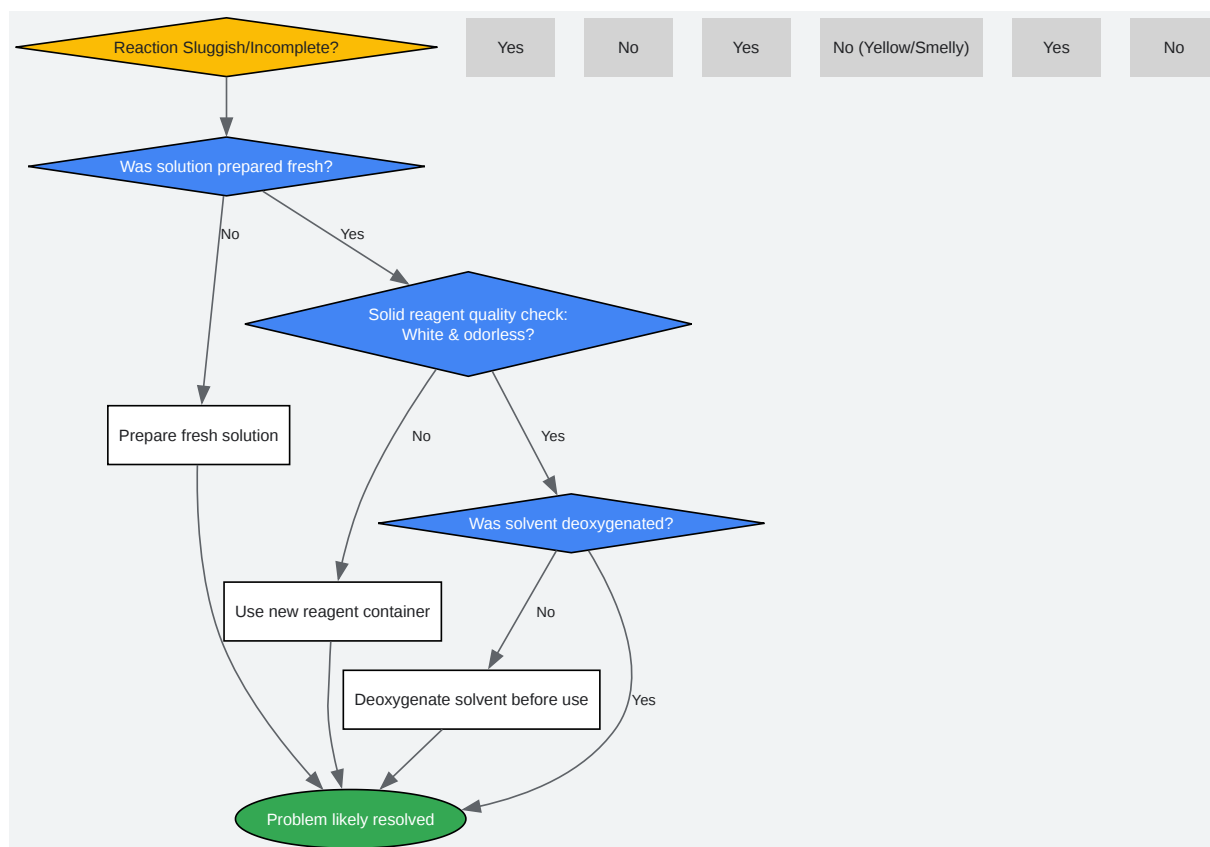 Reaction Sluggish/Incomplete?
Yes
No
Yes
No (Yellow/Smelly)
Yes
No
Was solution prepared fresh?
No
Yes
Solid reagent quality check:
White & odorless?
Prepare fresh solution
No
Yes
Was solvent deoxygenated?
Use new reagent container
No
Deoxygenate solvent before use
Yes
Problem likely resolved